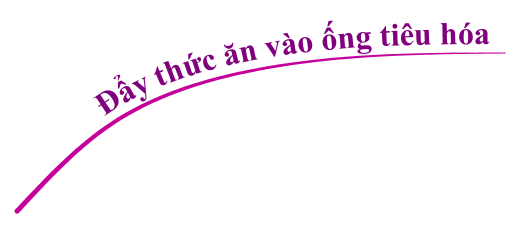 Đẩy thức ăn vào ống tiêu hóa